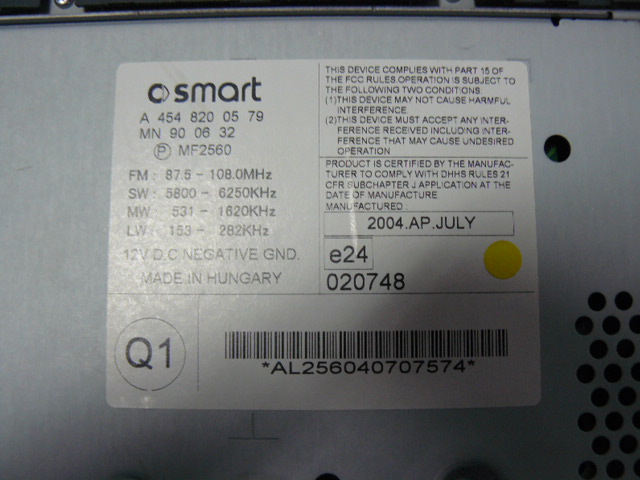 smart
A 454 820 05 79
MN 90 06 32
P MF2560
FM : 87.5 - 108.0MHz
SW : 5800 - 6250KHz
MW : 531 - 1620KHz
LW : 153 - 282KHz
12V D.C NEGATIVE GND.
MADE IN HUNGARY
THIS DEVICE COMPLIES WITH PART 15 OF
THE FCC RULES OPERATION IS SUBJECT TO
THE FOLLOWING TWO CONDITIONS:
(1)THIS DEVICE MAY NOT CAUSE HARMFUL
INTERFERENCE
(2)THIS DEVICE MUST ACCEPT ANY INTER-
FERENCE RECEIVED INCLUDING INTER-
FERENCE THAT MAY CAUSE UNDESIRED
OPERATION
PRODUCT IS CERTIFIED BY THE MANUFAC-
TURER TO COMPLY WITH DHHS RULES 21
CFR SUBCHAPTER J APPLICATION AT THE
DATE OF MANUFACTURE.
MANUFACTURED :
2004.AP.JULY
e24
020748
Q1
*AL256040707574*